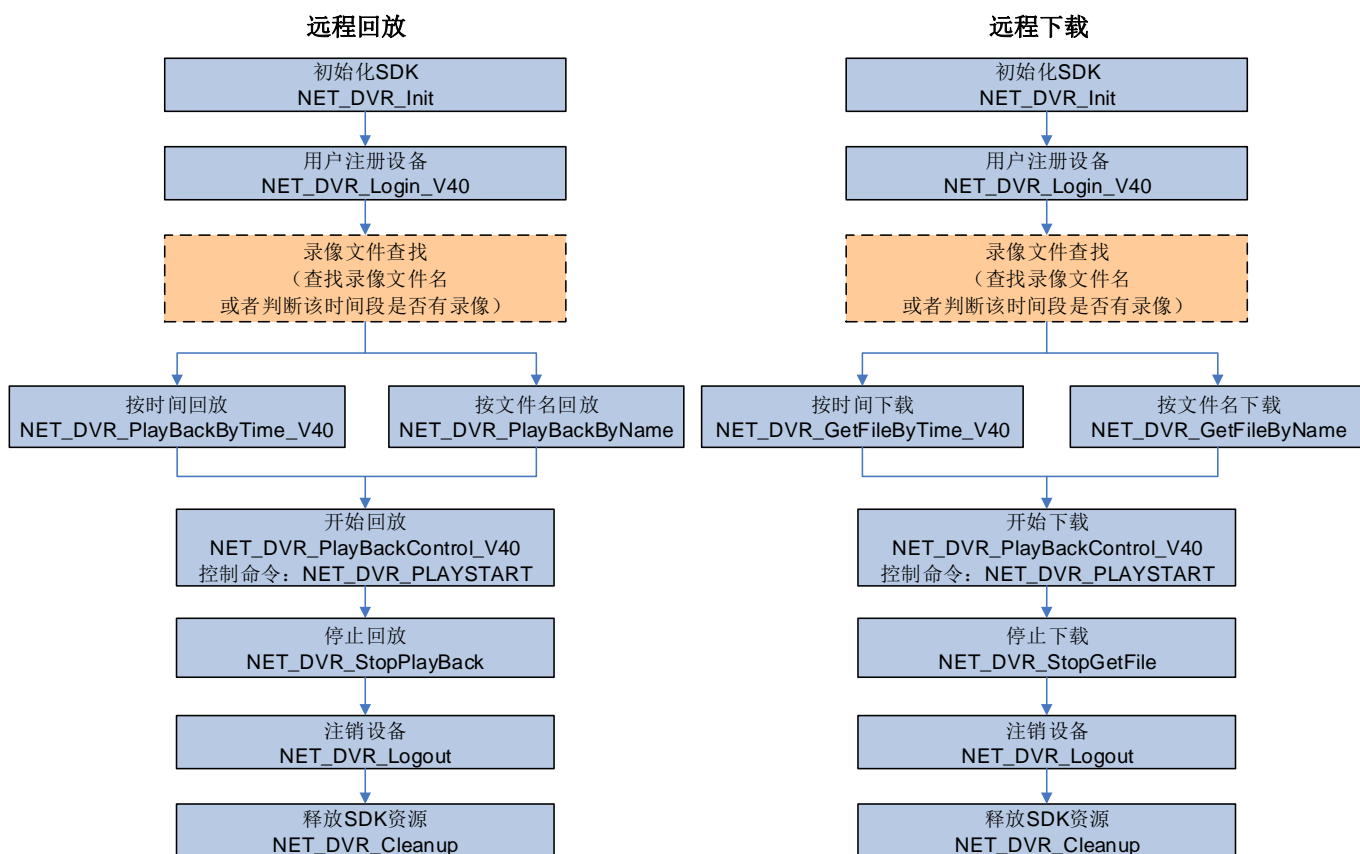 远程回放
初始化SDK
NET_DVR_Init
用户注册设备
NET_DVR_Login_V40
录像文件查找
（查找录像文件名
或者判断该时间段是否有录像）
按时间回放
NET_DVR_PlayBackByTime_V40
按文件名回放
NET_DVR_PlayBackByName
开始回放
NET_DVR_PlayBackControl_V40
控制命令：NET_DVR_PLAYSTART
停止回放
NET_DVR_StopPlayBack
注销设备
NET_DVR_Logout
释放SDK资源
NET_DVR_Cleanup
远程下载
初始化SDK
NET_DVR_Init
用户注册设备
NET_DVR_Login_V40
录像文件查找
（查找录像文件名
或者判断该时间段是否有录像）
按时间下载
NET_DVR_GetFileByTime_V40
按文件名下载
NET_DVR_GetFileByName
开始下载
NET_DVR_PlayBackControl_V40
控制命令：NET_DVR_PLAYSTART
停止下载
NET_DVR_StopGetFile
注销设备
NET_DVR_Logout
释放SDK资源
NET_DVR_Cleanup